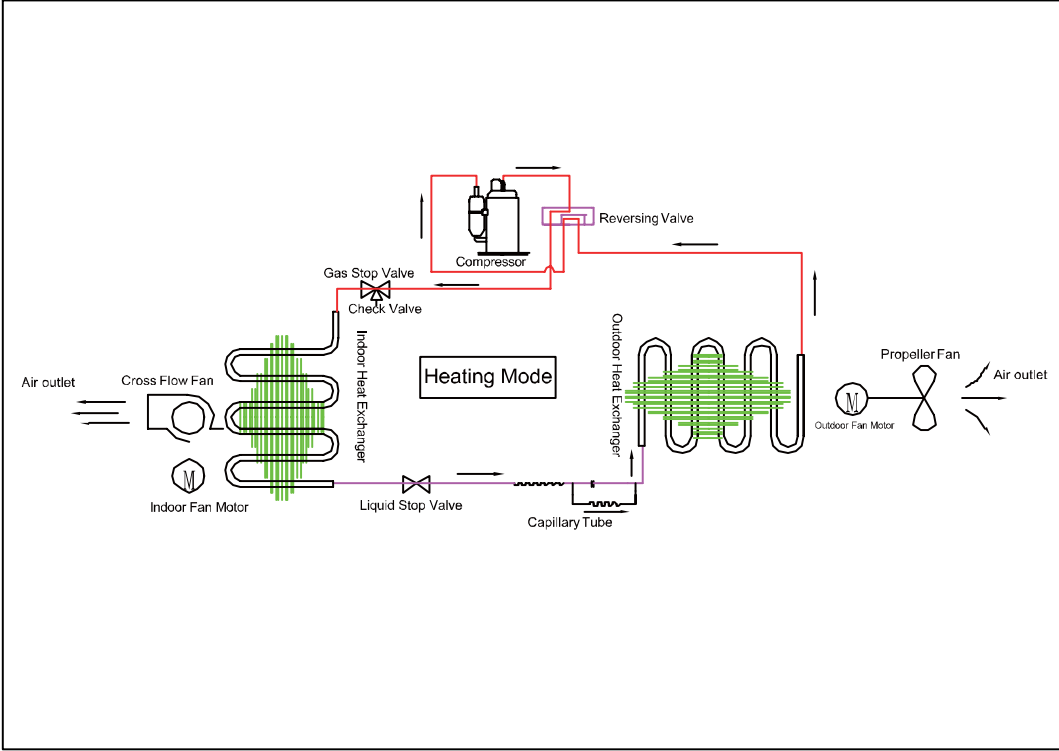 Reversing Valve
Compressor
Gas Stop Valve
Check Valve
Indoor Heat Exchanger
Outdoor Heat Exchanger
Heating Mode
Propeller Fan
Air outlet
Cross Flow Fan
Air outlet
M
Outdoor Fan Motor
M
Indoor Fan Motor
Liquid Stop Valve
Capillary Tube